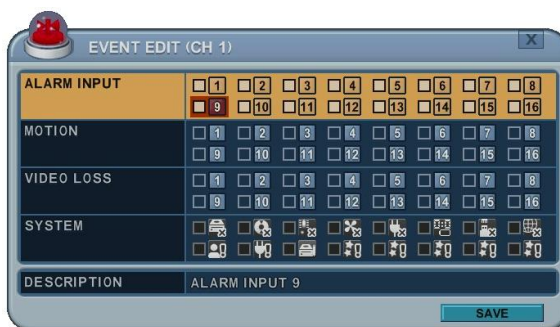 EVENT EDIT (CH 1)
X
ALARM INPUT
1 2 3 4 5 6 7 8
9 10 11 12 13 14 15 16
MOTION
1 2 3 4 5 6 7 8
9 10 11 12 13 14 15 16
VIDEO LOSS
1 2 3 4 5 6 7 8
9 10 11 12 13 14 15 16
SYSTEM
DESCRIPTION
ALARM INPUT 9
SAVE